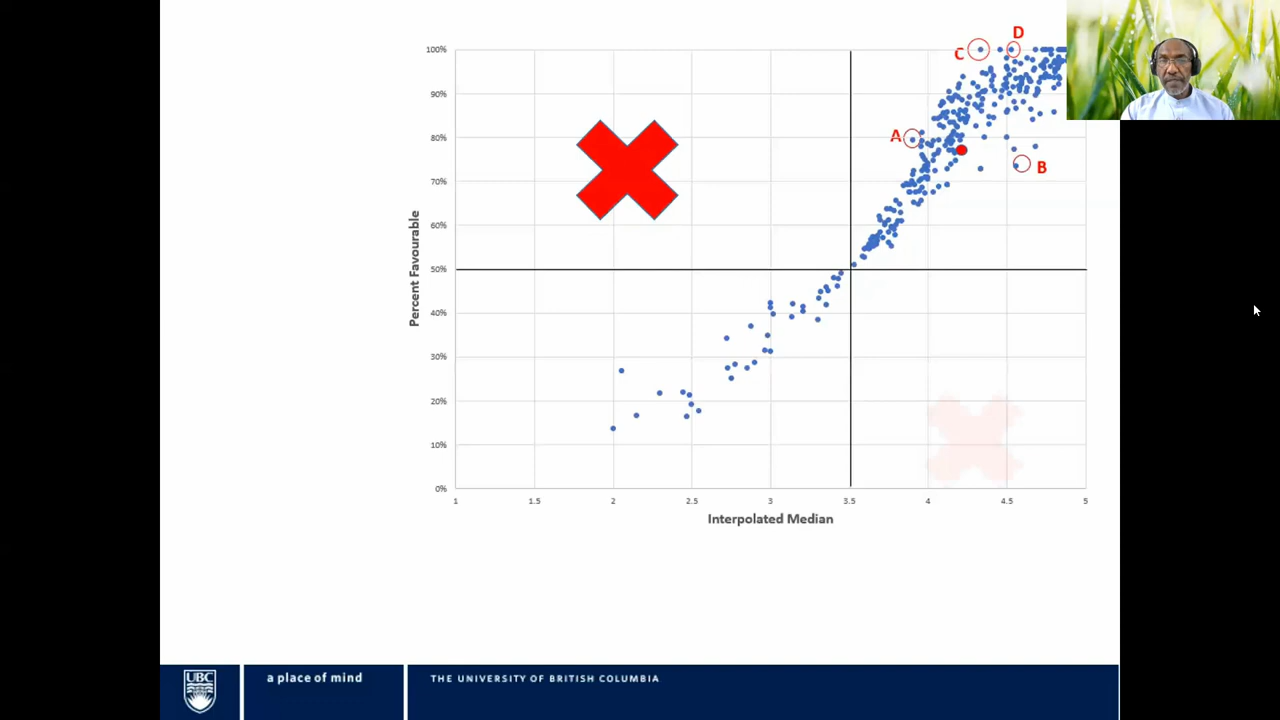 D
C
100%
90%
A
80%
B
70%
60%
50%
40%
30%
20%
10%
0%
Percent Favourable
1 1.5 2 2.5 3 3.5 4 4.5 5
Interpolated Median
UBC
a place of mind
THE UNIVERSITY OF BRITISH COLUMBIA